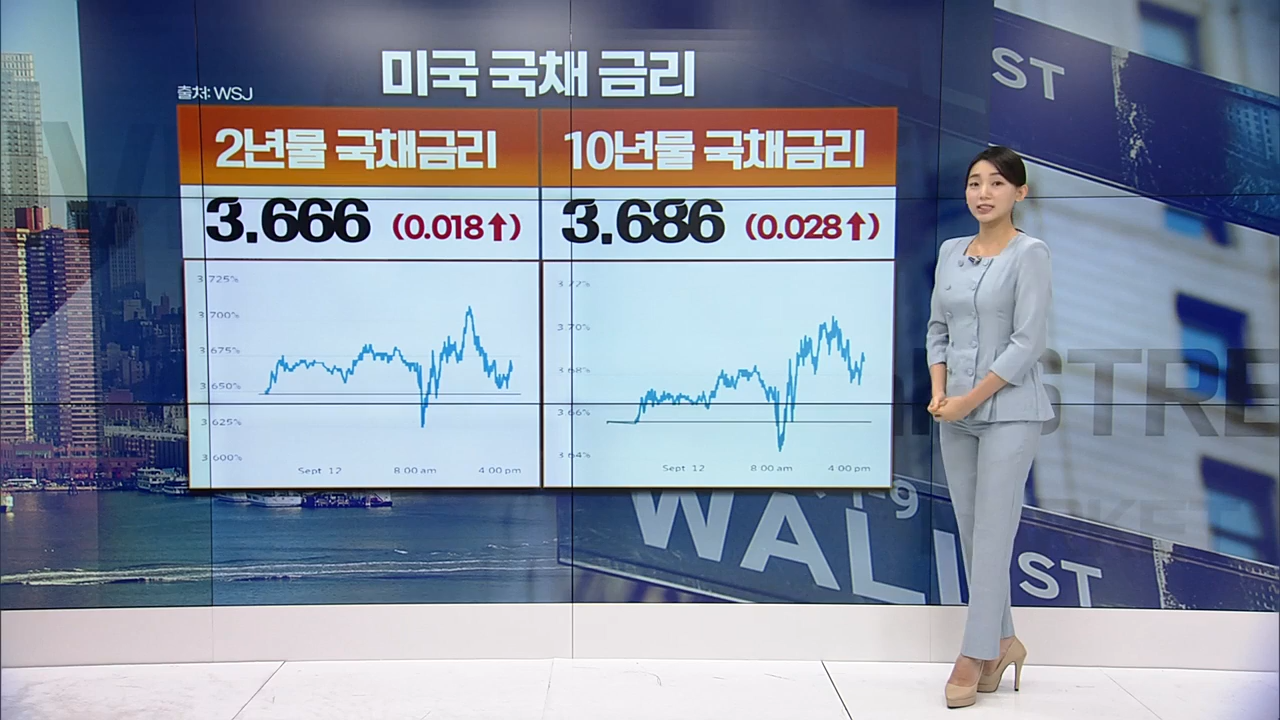 미국 국채 금리
출처: WSJ
2년물 국채금리
10년물 국채금리
3.666 (0.018↑)
3.686 (0.028↑)
3.725%
3.700%
3.675%
3.650%
3.625%
3.600%
Sept 12
8:00 am
4:00 pm
3.72%
3.70%
3.68%
3.66%
3.64%
Sept 12
8:00 am
4:00 pm
ST
STRE
WALL
ST